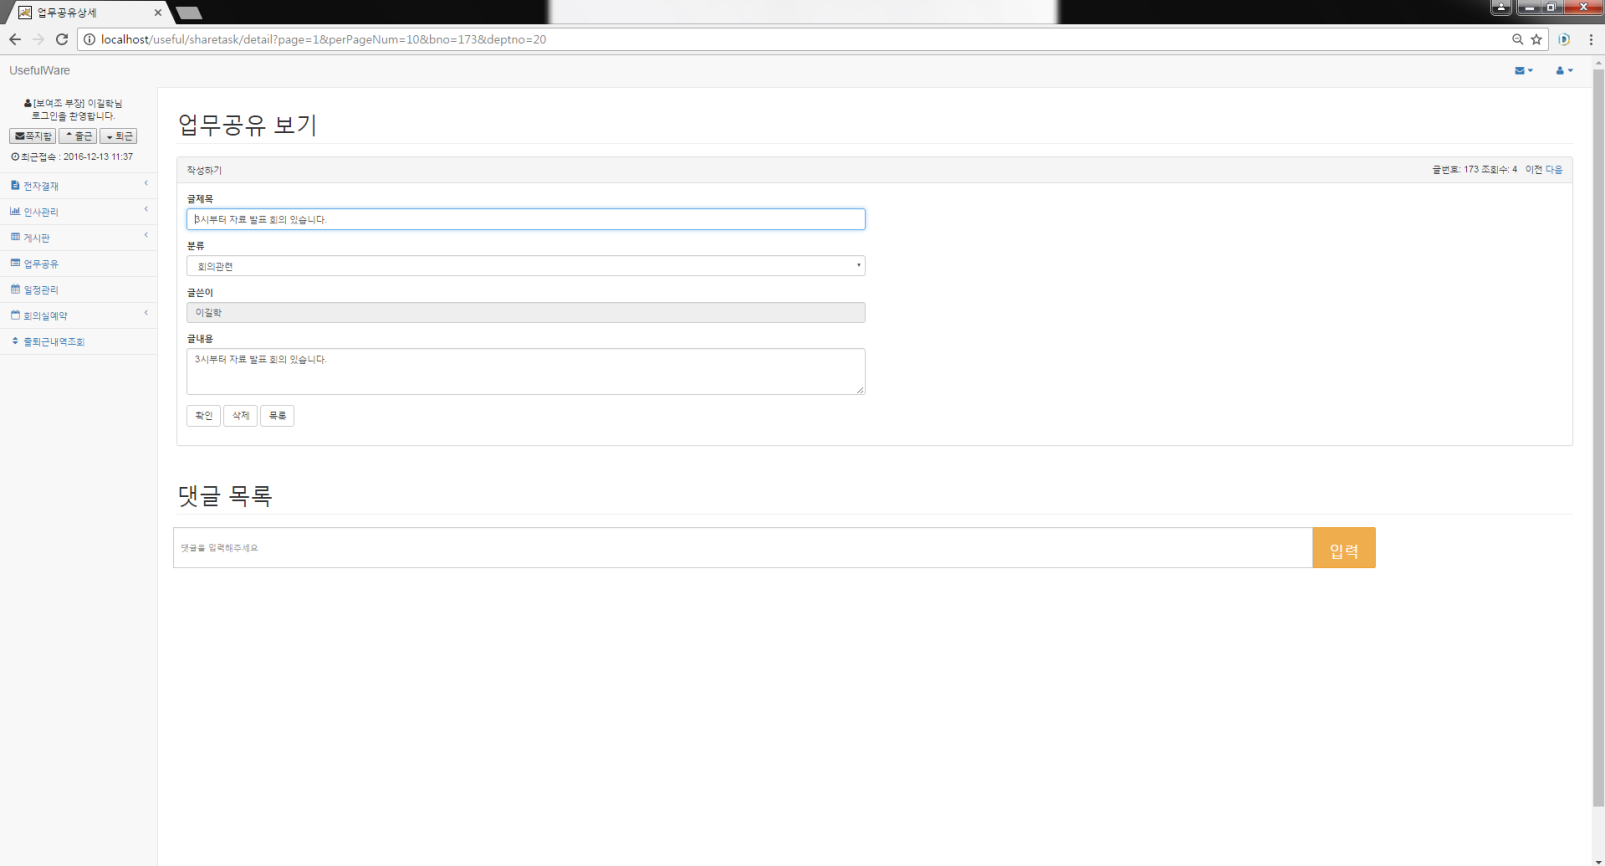 업무공유상세
localhost/useful/sharetask/detail?page=1&perPageNum=10&bno=173&deptno=20
UsefulWare
[보여조 부장] 이길학님
로그인을 환영합니다.
쪽지함 출근 퇴근
최근접속 : 2016-12-13 11:37
전자결재
인사관리
게시판
업무공유
일정관리
회의실예약
출퇴근내역조회
업무공유 보기
작성하기 글번호: 173 조회수: 4 이전 다음
글제목
3시부터 자료 발표 회의 있습니다.
분류
회의관련
글쓴이
이길학
글내용
3시부터 자료 발표 회의 있습니다.
확인 삭제 목록
댓글 목록
댓글을 입력해주세요 입력